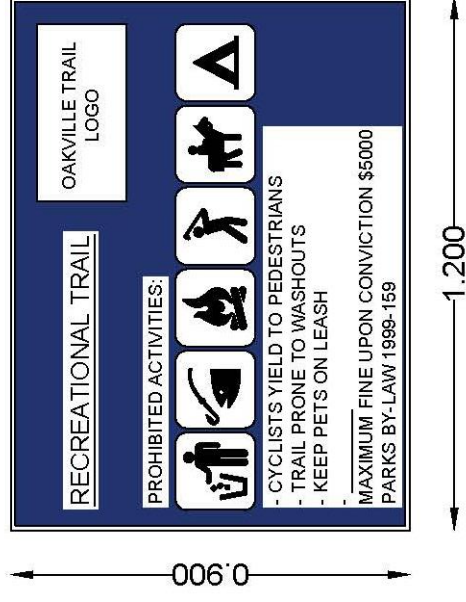 OAKVILLE TRAIL
LOGO
RECREATIONAL TRAIL
PROHIBITED ACTIVITIES:
- CYCLISTS YIELD TO PEDESTRIANS
- TRAIL PRONE TO WASHOUTS
- KEEP PETS ON LEASH
-
MAXIMUM FINE UPON CONVICTION $5000
PARKS BY-LAW 1999-159
1.200
0.900